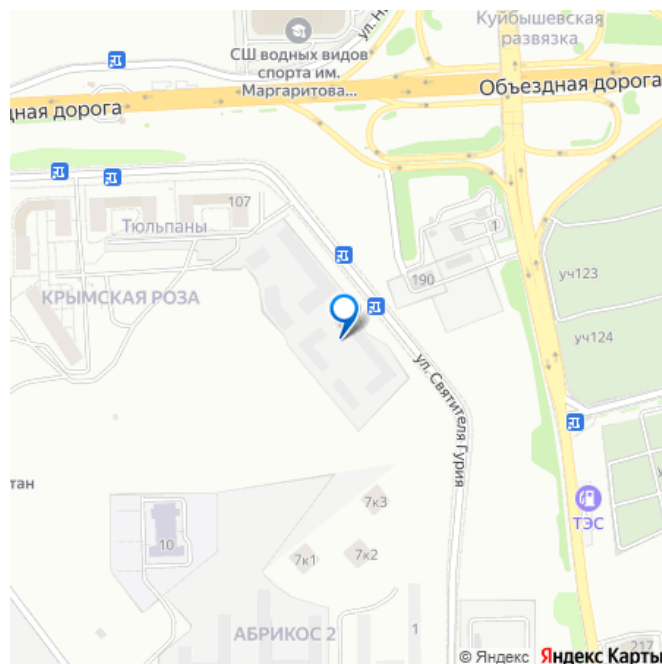 Куйбышевская
развязка
ул. Н
СШ водных видов
спорта им.
Маргаритова...
Объездная дорога
дная дорога
107
Тюльпаны
1
190
уч123
КРЫМСКАЯ РОЗА
уч124
ул. Святителя Гурия
тан
7к3
ТЭС
10
7к1
7к2
АБРИКОС 2
1
217
© Яндекс Яндекс Карты